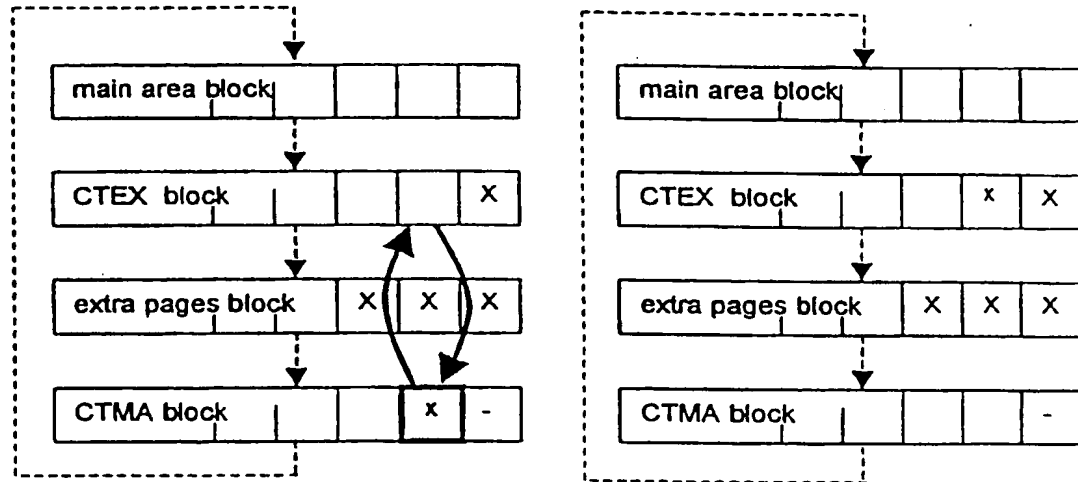 main area block
CTEX block X
extra pages block X X X
CTMA block x -
main area block
CTEX block x X
extra pages block X X X
CTMA block -